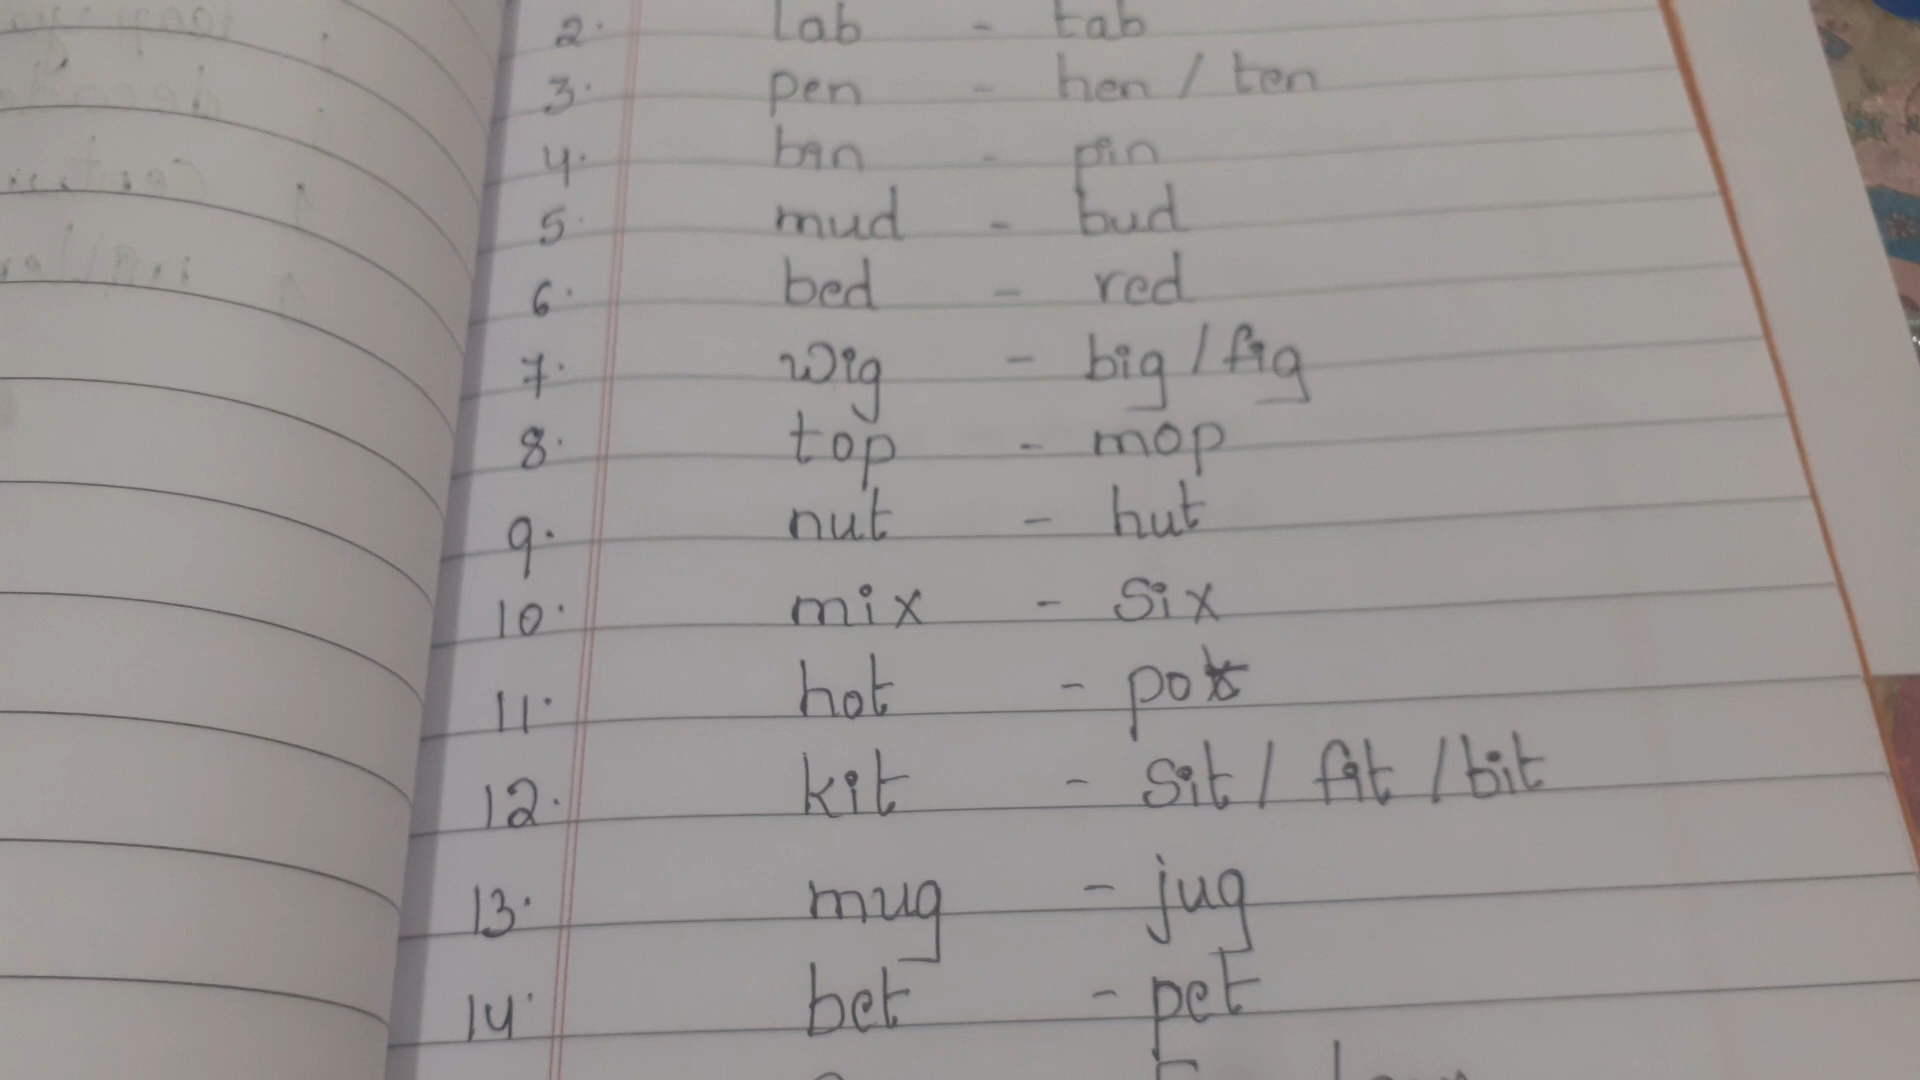 2. lab - tab
3. pen - hen / ten
4. - pin
5. mud - bud
6. bed - red
7. wig - big / fig
8. top - mop
9. nut - hut
10. mix - six
11. hot - pot
12. kit - sit / fit / bit
13. mug - jug
14. bet - pet